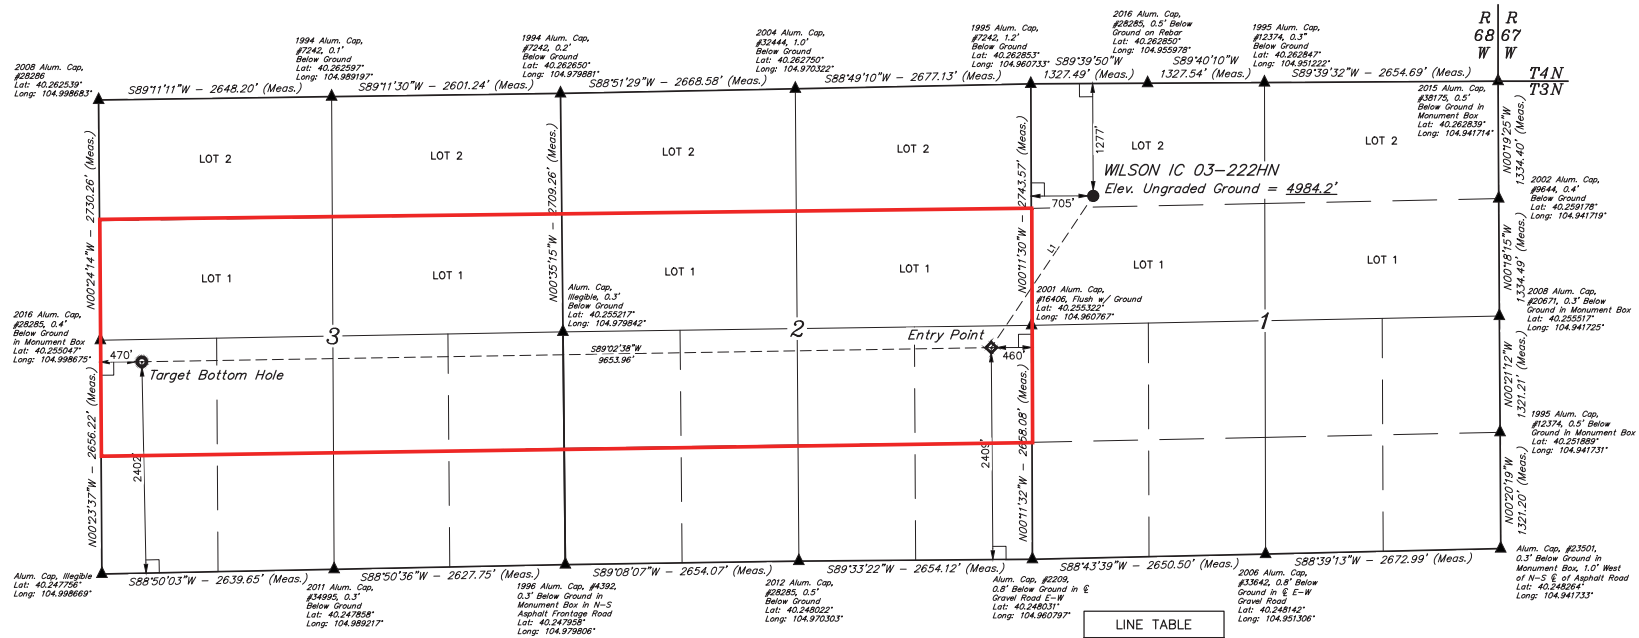 R | R
68 | 67
W | W
T4N
T3N
2008 Alum. Cap,
#28286
Lat: 40.262539°
Long: 104.998683°
1994 Alum. Cap,
#7242, 0.1'
Below Ground
Lat: 40.262597°
Long: 104.989197°
1994 Alum. Cap,
#7242, 0.2'
Below Ground
Lat: 40.262650°
Long: 104.979881°
2004 Alum. Cap,
#32444, 1.0'
Below Ground
Lat: 40.262750°
Long: 104.970322°
1995 Alum. Cap,
#7242, 1.2'
Below Ground
Lat: 40.262853°
Long: 104.960733°
2016 Alum. Cap,
#28285, 0.5' Below
Ground on Rebar
Lat: 40.262850°
Long: 104.955978°
1995 Alum. Cap,
#12374, 0.3"
Below Ground
Lat: 40.262847°
Long: 104.951222°
S89°11'11"W - 2648.20' (Meas.)
S89°11'30"W - 2601.24' (Meas.)
S88°51'29"W - 2668.58' (Meas.)
S88°49'10"W - 2677.13' (Meas.)
S89°39'50"W
1327.49' (Meas.)
S89°40'10"W
1327.54' (Meas.)
S89°39'32"W - 2654.69' (Meas.)
2015 Alum. Cap,
#38175, 0.5'
Below Ground in
Monument Box
Lat: 40.262839°
Long: 104.941714°
N00°24'14"W - 2730.26' (Meas.)
N00°35'15"W - 2709.26' (Meas.)
N00°11'30"W - 2743.57' (Meas.)
N00°19'25"W
1334.40' (Meas.)
LOT 2
LOT 2
LOT 2
LOT 2
LOT 2
LOT 2
1277'
WILSON IC 03-222HN
Elev. Ungraded Ground = 4984.2'
705'
2002 Alum. Cap,
#9644, 0.4'
Below Ground
Lat: 40.259178°
Long: 104.941719°
LOT 1
LOT 1
LOT 1
LOT 1
LOT 1
LOT 1
L1
N00°18'15"W
1334.49' (Meas.)
2016 Alum. Cap,
#28285, 0.4'
Below Ground
in Monument Box
Lat: 40.255047°
Long: 104.998675°
Alum. Cap,
Illegible, 0.3'
Below Ground
Lat: 40.255217°
Long: 104.979842°
2001 Alum. Cap,
#16406, Flush w/ Ground
Lat: 40.255322°
Long: 104.960767°
2008 Alum. Cap,
#20671, 0.3' Below
Ground in Monument Box
Lat: 40.255517°
Long: 104.941725°
3
2
1
Entry Point
470'
Target Bottom Hole
S89°02'38"W
9653.96'
460'
N00°21'12"W
1321.21' (Meas.)
N00°23'37"W - 2656.22' (Meas.)
2402'
2409'
N00°11'32"W - 2658.08' (Meas.)
1995 Alum. Cap,
#12374, 0.5' Below
Ground in Monument Box
Lat: 40.251889°
Long: 104.941731°
N00°20'19"W
1321.20' (Meas.)
S88°50'03"W - 2639.65' (Meas.)
S88°50'36"W - 2627.75' (Meas.)
S89°08'07"W - 2654.07' (Meas.)
S89°33'22"W - 2654.12' (Meas.)
S88°43'39"W - 2650.50' (Meas.)
S88°39'13"W - 2672.99' (Meas.)
Alum. Cap, Illegible
Lat: 40.247756°
Long: 104.998669°
2011 Alum. Cap,
#34995, 0.3'
Below Ground
Lat: 40.247858°
Long: 104.989217°
1996 Alum. Cap, #4392,
0.3' Below Ground in
Monument Box in N-S
Asphalt Frontage Road
Lat: 40.247958°
Long: 104.979806°
2012 Alum. Cap,
#28285, 0.5'
Below Ground
Lat: 40.248022°
Long: 104.970303°
Alum. Cap, #2209,
0.8' Below Ground in ℄
Gravel Road E-W
Lat: 40.248031°
Long: 104.960797°
2006 Alum. Cap,
#33642, 0.8' Below
Ground in ℄ E-W
Gravel Road
Lat: 40.248142°
Long: 104.951306°
Alum. Cap, #23501,
0.3' Below Ground in
Monument Box, 1.0' West
of N-S ℄ of Asphalt Road
Lat: 40.248264°
Long: 104.941733°
LINE TABLE